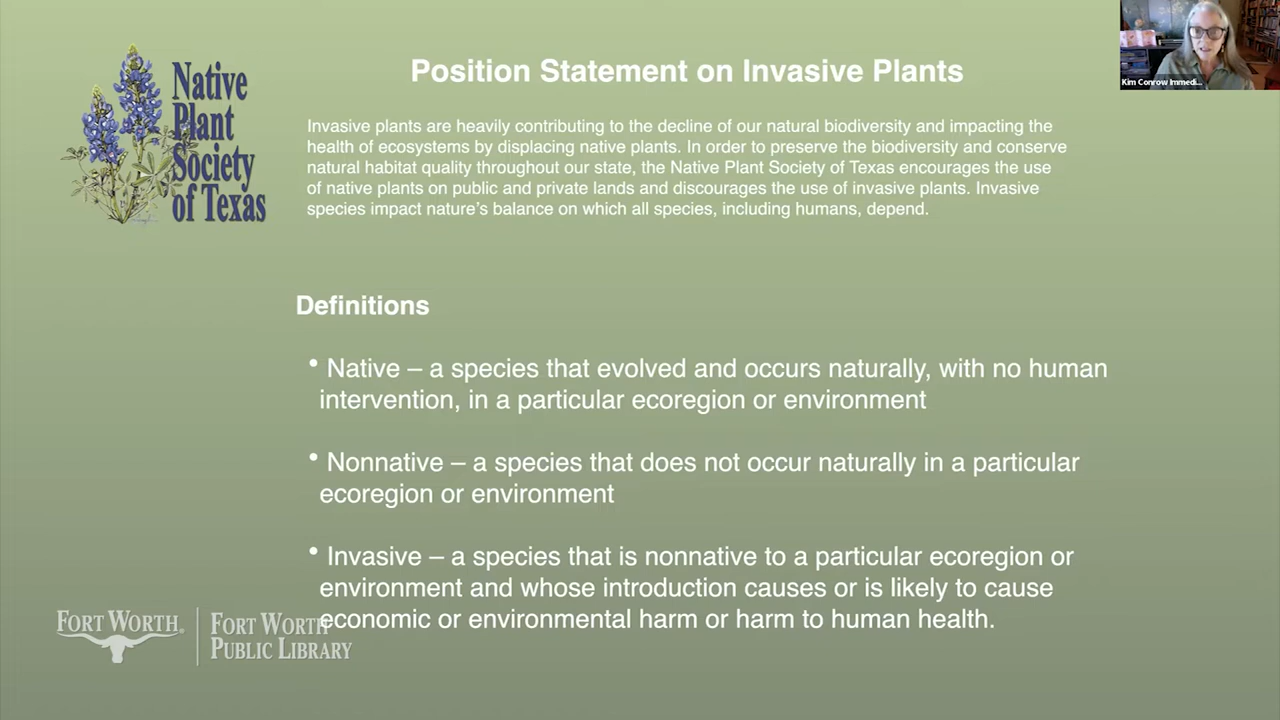 Native
Plant
Society
of Texas
Position Statement on Invasive Plants
Invasive plants are heavily contributing to the decline of our natural biodiversity and impacting the
health of ecosystems by displacing native plants. In order to preserve the biodiversity and conserve
natural habitat quality throughout our state, the Native Plant Society of Texas encourages the use
of native plants on public and private lands and discourages the use of invasive plants. Invasive
species impact nature’s balance on which all species, including humans, depend.
Kim Conrow Immedi...
Definitions
• Native – a species that evolved and occurs naturally, with no human
intervention, in a particular ecoregion or environment
• Nonnative – a species that does not occur naturally in a particular
ecoregion or environment
• Invasive – a species that is nonnative to a particular ecoregion or
environment and whose introduction causes or is likely to cause
economic or environmental harm or harm to human health.
FORT WORTH®
FORT WORTH
PUBLIC LIBRARY